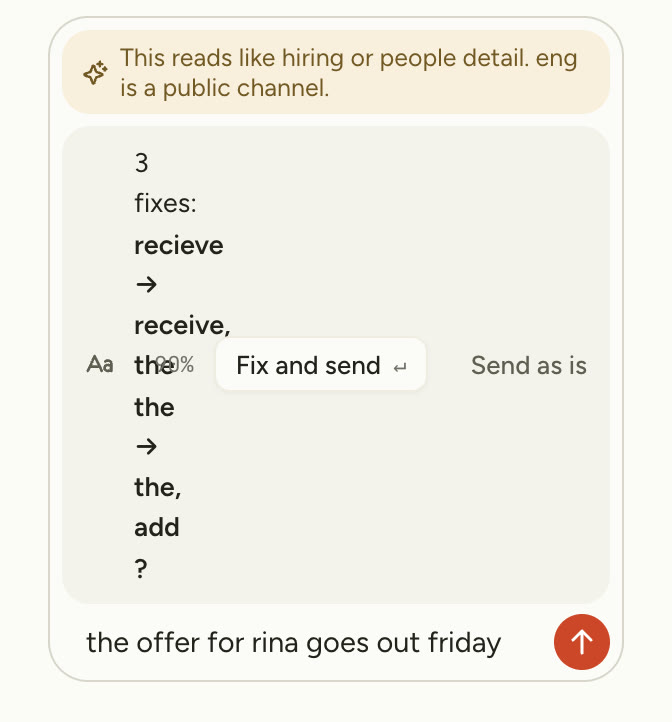 This reads like hiring or people detail. eng
is a public channel.
3
fixes:
recieve
→
receive,
Aa the 90% Fix and send ↵ Send as is
the
→
the,
add
?
the offer for rina goes out friday